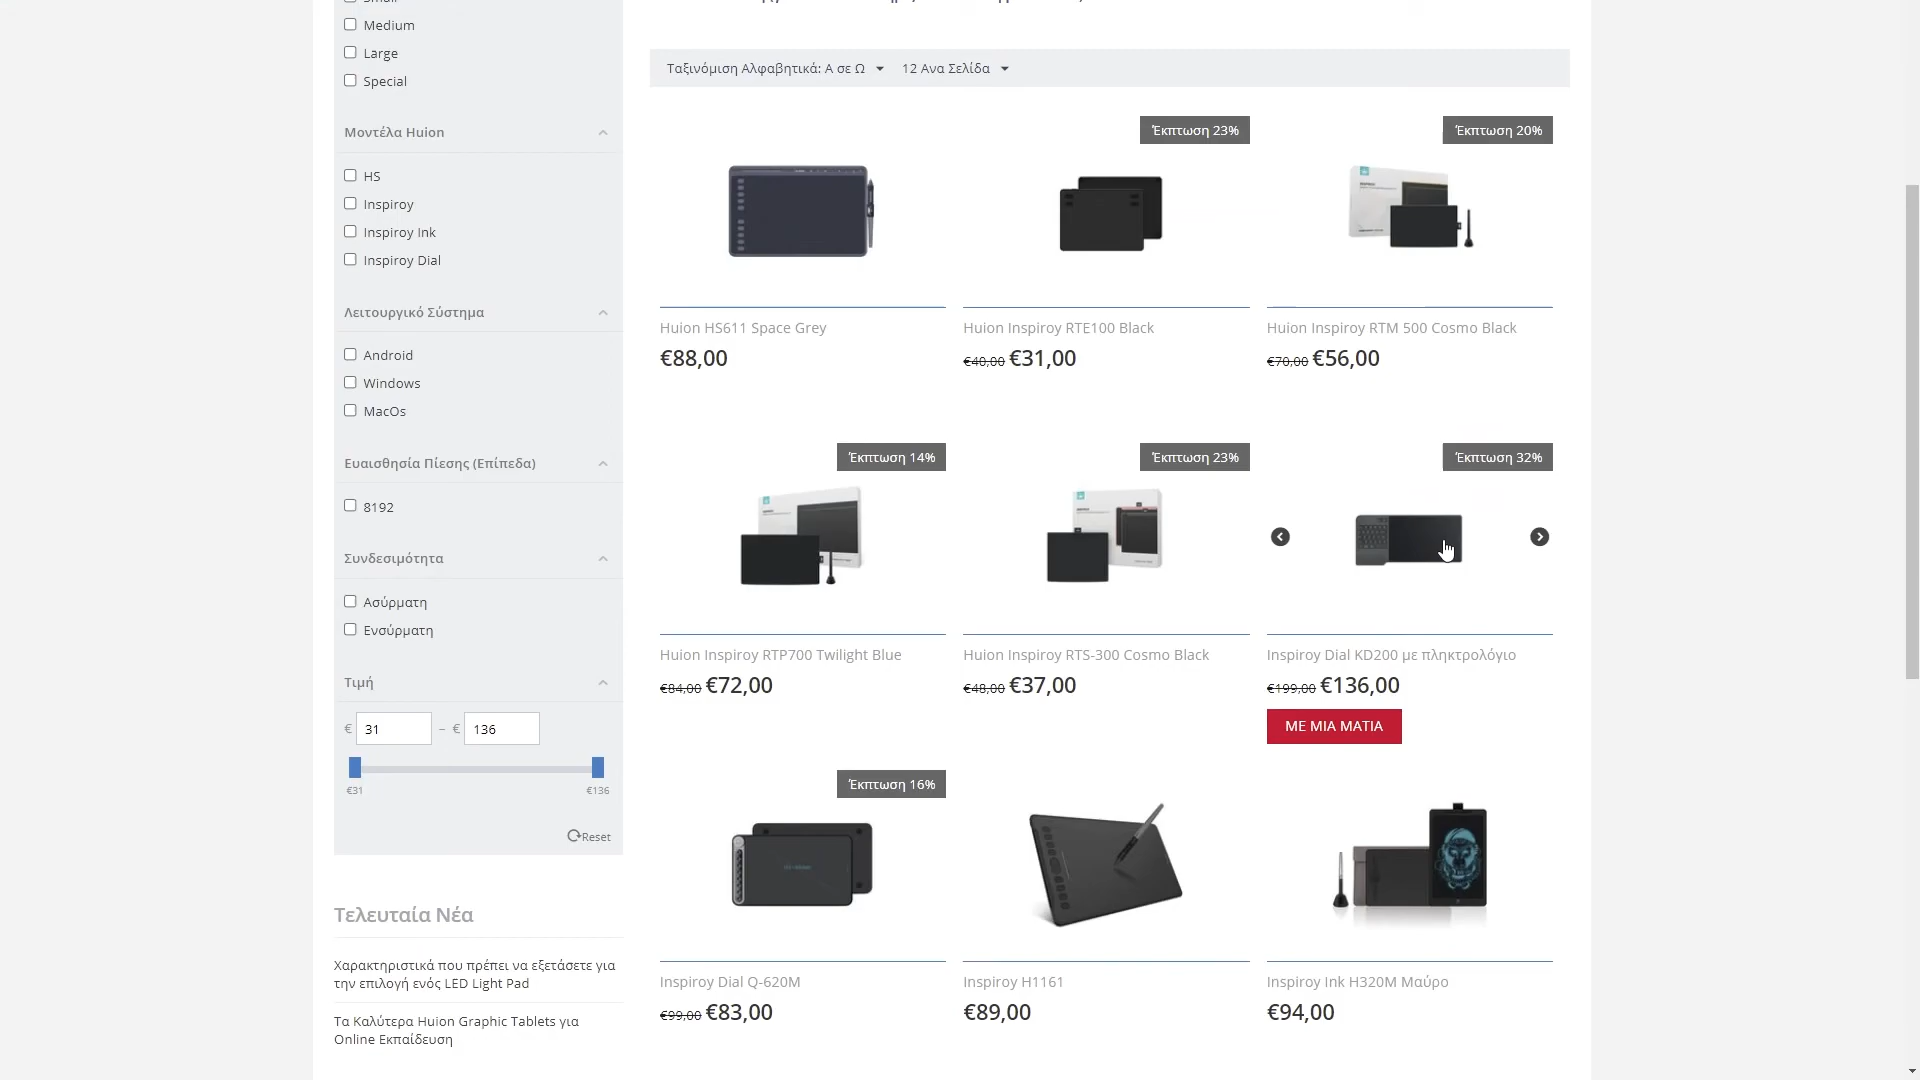 Medium
Large
Special
Μοντέλα Huion
HS
Inspiroy
Inspiroy Ink
Inspiroy Dial
Λειτουργικό Σύστημα
Android
Windows
MacOs
Ευαισθησία Πίεσης (Επίπεδα)
8192
Συνδεσιμότητα
Ασύρματη
Ενσύρματη
Τιμή
€ 31 – € 136
€31 €136
Reset
Τελευταία Νέα
Χαρακτηριστικά που πρέπει να εξετάσετε για
την επιλογή ενός LED Light Pad
Τα Καλύτερα Huion Graphic Tablets για
Online Εκπαίδευση
Ταξινόμιση Αλφαβητικά: Α σε Ω 12 Ανα Σελίδα
Έκπτωση 23% Έκπτωση 20%
Huion HS611 Space Grey Huion Inspiroy RTE100 Black Huion Inspiroy RTM 500 Cosmo Black
€88,00 €40,00 €31,00 €70,00 €56,00
Έκπτωση 14% Έκπτωση 23% Έκπτωση 32%
Huion Inspiroy RTP700 Twilight Blue Huion Inspiroy RTS-300 Cosmo Black Inspiroy Dial KD200 με πληκτρολόγιο
€84,00 €72,00 €48,00 €37,00 €199,00 €136,00
ΜΕ ΜΙΑ ΜΑΤΙΑ
Έκπτωση 16%
Inspiroy Dial Q-620M Inspiroy H1161 Inspiroy Ink H320M Μαύρο
€99,00 €83,00 €89,00 €94,00